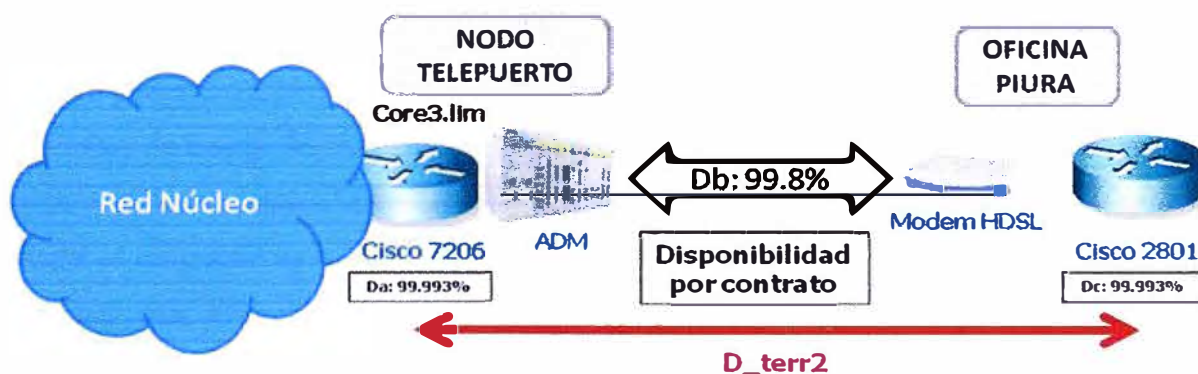 NODO
TELEPUERTO
OFICINA
PIURA
Core3.lim
Red Núcleo
Db: 99.8%
Cisco 7206
ADM
Modem HDSL
Cisco 2801
Da: 99.993%
Disponibilidad
por contrato
Dc: 99.993%
D_terr2